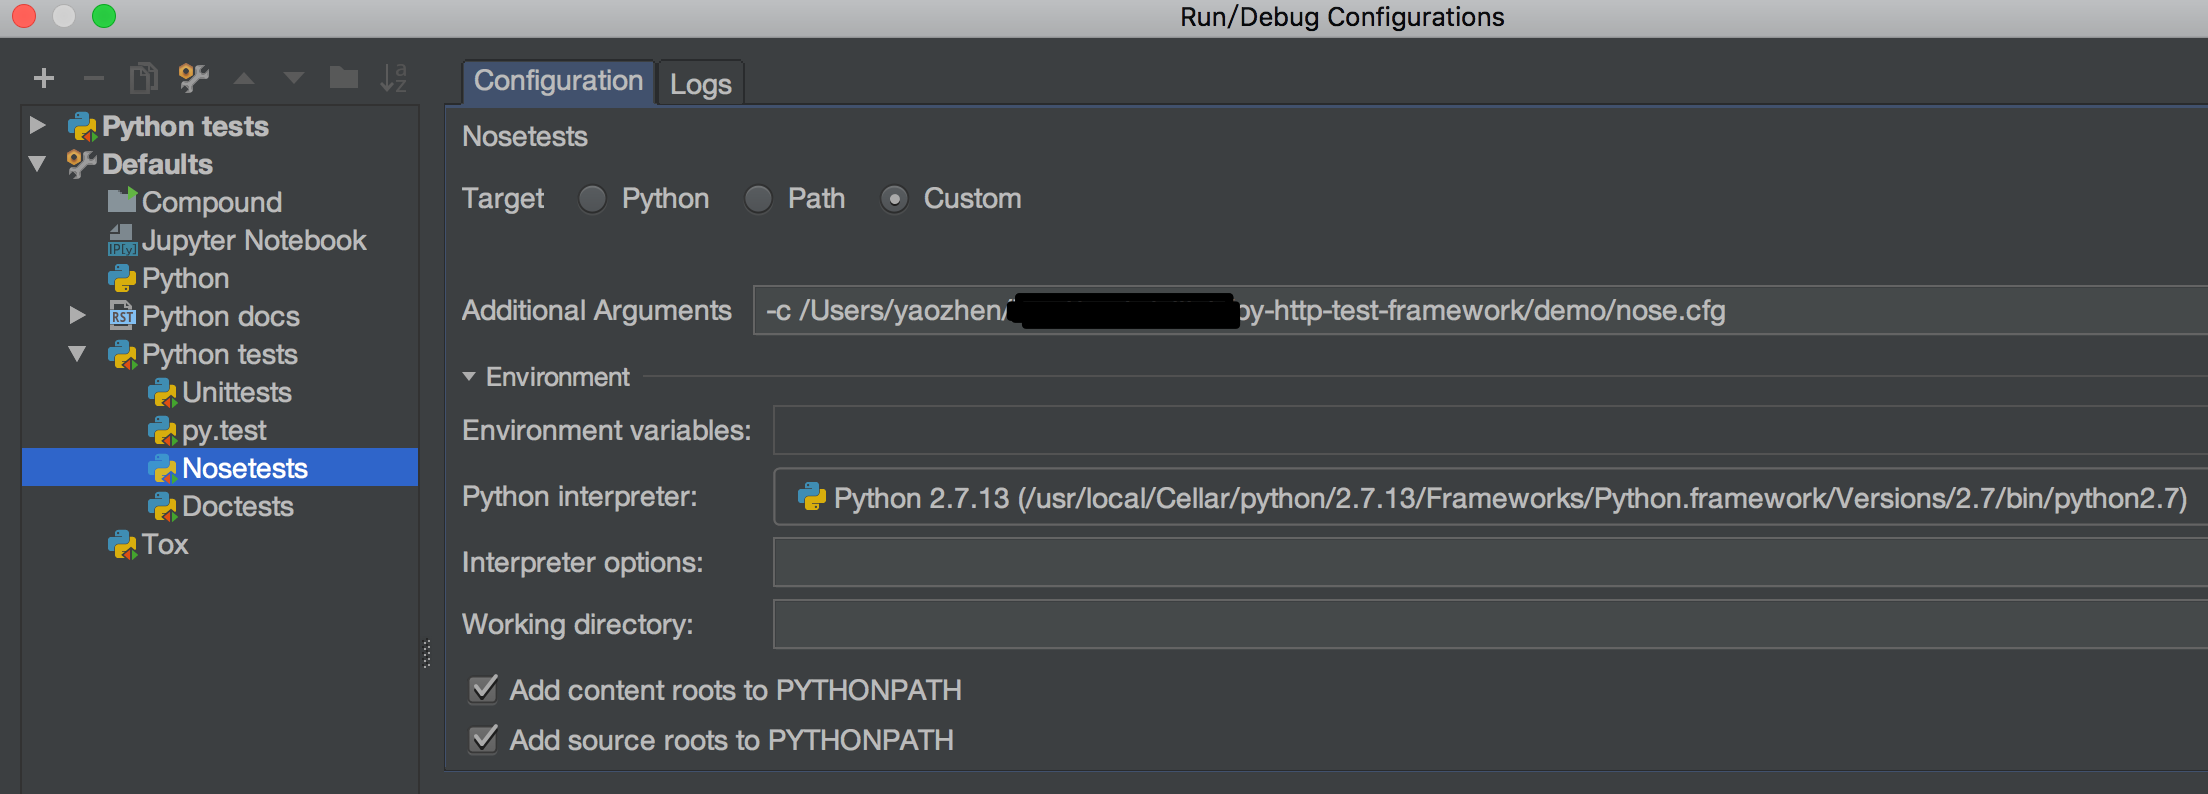 Run/Debug Configurations
Python tests
Defaults
Compound
Jupyter Notebook
Python
Python docs
Python tests
Unittests
py.test
Nosetests
Doctests
Tox
Configuration
Logs
Nosetests
Target Python Path Custom
Additional Arguments -c /Users/yaozhen/ py-http-test-framework/demo/nose.cfg
Environment
Environment variables:
Python interpreter: Python 2.7.13 (/usr/local/Cellar/python/2.7.13/Frameworks/Python.framework/Versions/2.7/bin/python2.7)
Interpreter options:
Working directory:
Add content roots to PYTHONPATH
Add source roots to PYTHONPATH